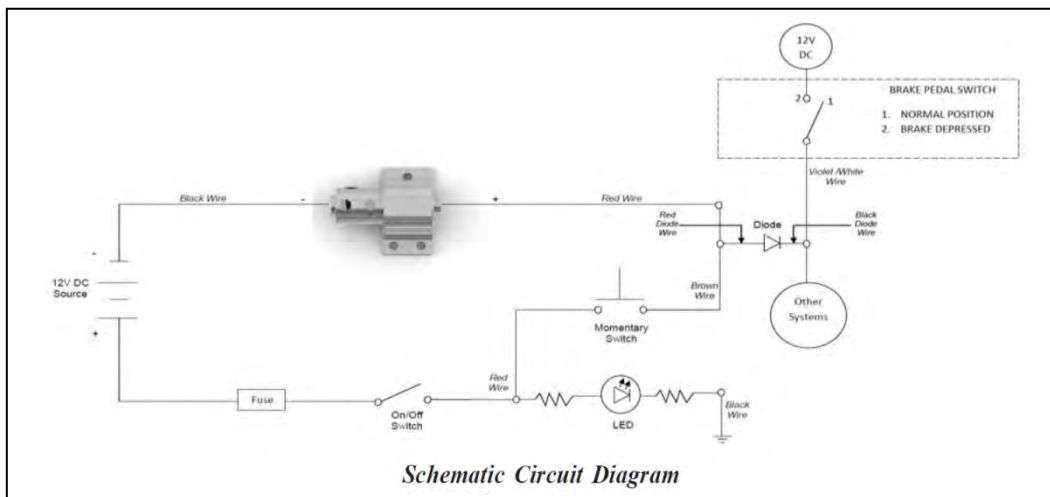 12V
DC
BRAKE PEDAL SWITCH
2
1
1. NORMAL POSITION
2. BRAKE DEPRESSED
Violet /White
Wire
Black Wire
-
+
Red Wire
Red
Diode
Wire
Diode
Black
Diode
Wire
-
12V DC
Source
+
Brown
Wire
Other
Systems
Momentary
Switch
Red
Wire
Fuse
On/Off
Switch
LED
Black
Wire
Schematic Circuit Diagram